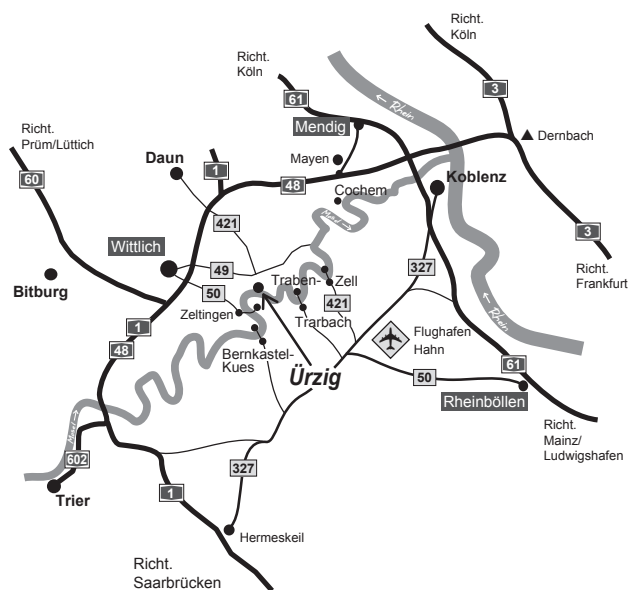 Richt.
Köln
Richt.
Köln
← Rhein
3
61
Richt.
Prüm/Lüttich
Mendig
Dernbach
60
Daun
1
Mayen
48
Koblenz
Cochem
Mosel →
421
3
Wittlich
Richt.
Frankfurt
49
Traben-
Zell
327
← Rhein
Bitburg
50
421
Zeltingen
Trarbach
Flughafen
Hahn
1
48
Bernkastel-
Kues
Ürzig
61
50
Rheinböllen
Mosel →
Richt.
Mainz/
Ludwigshafen
602
327
Trier
1
Hermeskeil
Richt.
Saarbrücken